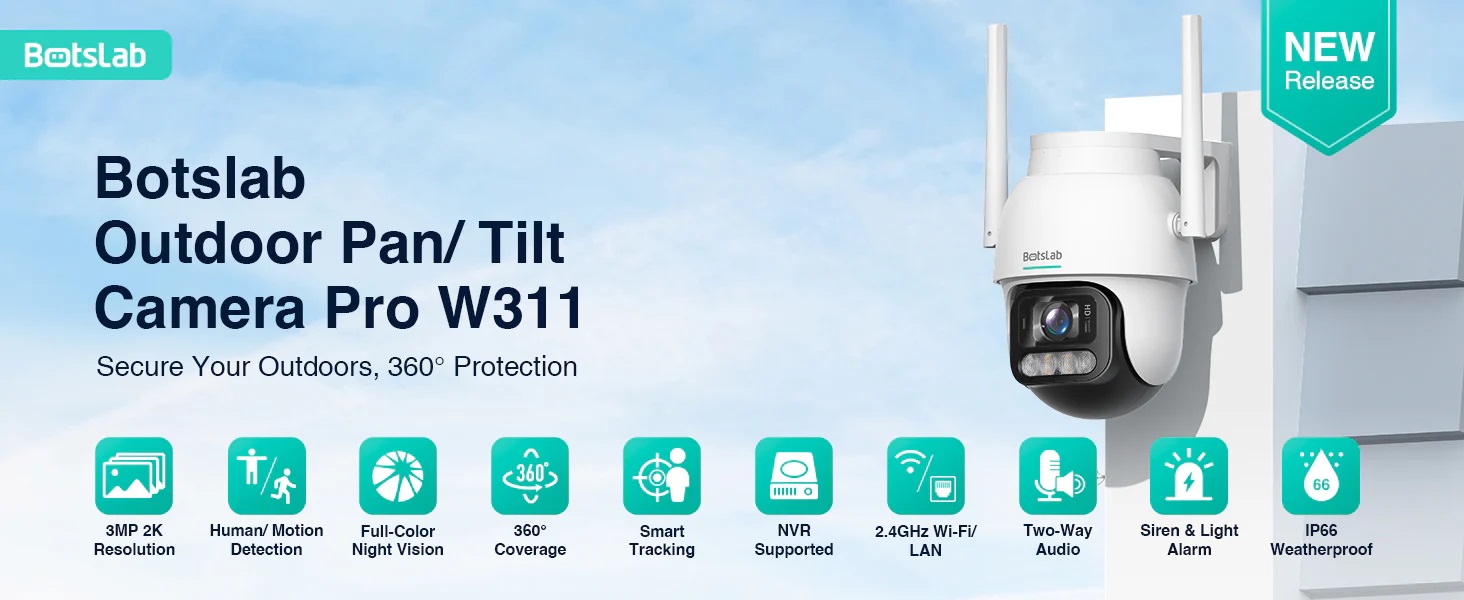 BotsLab
NEW
Release
Botslab
Outdoor Pan/ Tilt
Camera Pro W311
Secure Your Outdoors, 360° Protection
BotsLab
HD
360°
66
3MP 2K
Resolution
Human/ Motion
Detection
Full-Color
Night Vision
360°
Coverage
Smart
Tracking
NVR
Supported
2.4GHz Wi-Fi/
LAN
Two-Way
Audio
Siren & Light
Alarm
IP66
Weatherproof